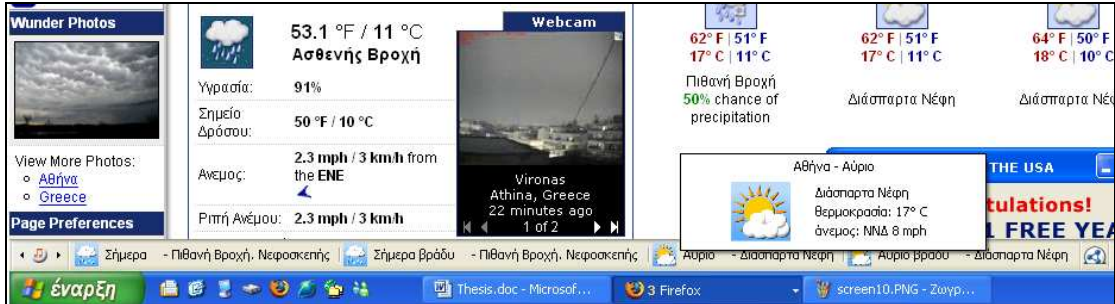 Wunder Photos
View More Photos:
Αθήνα
Greece
Page Preferences
53.1 °F / 11 °C
Ασθενής Βροχή
Υγρασία: 91%
Σημείο Δρόσου: 50 °F / 10 °C
Ανεμος: 2.3 mph / 3 km/h from the ENE
Ριπή Ανέμου: 2.3 mph / 3 km/h
Webcam
Vironas
Athina, Greece
22 minutes ago
1 of 2
62° F | 51° F
17° C | 11° C
Πιθανή Βροχή
50% chance of
precipitation
62° F | 51° F
17° C | 11° C
Διάσπαρτα Νέφη
64° F | 50° F
18° C | 10° C
Διάσπαρτα Νέφ
Αθήνα - Αύριο
Διάσπαρτα Νέφη
θερμοκρασία: 17° C
άνεμος: ΝΝΔ 8 mph
THE USA
tulations!
1 FREE YEA
Σήμερα - Πιθανή Βροχή, Νεφοσκεπής
Σήμερα βράδυ - Πιθανή Βροχή, Νεφοσκεπής
Αύριο - Διάσπαρτα Νέφη
Αύριο βράδυ - Διάσπαρτα Νέφη
έναρξη
Thesis.doc - Microsof...
3 Firefox
screen10.PNG - Ζωγρ...